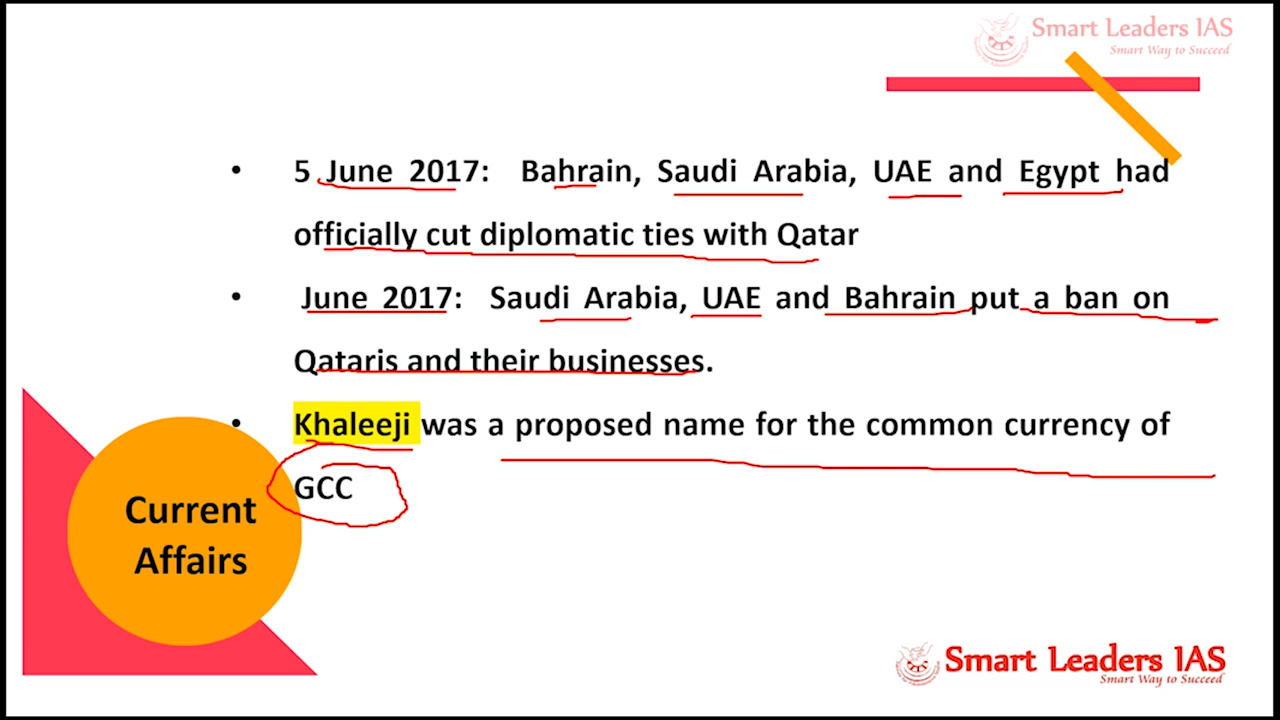 Smart Leaders IAS
Smart Way to Succeed
• 5 June 2017: Bahrain, Saudi Arabia, UAE and Egypt had
officially cut diplomatic ties with Qatar
• June 2017: Saudi Arabia, UAE and Bahrain put a ban on
Qataris and their businesses.
• Khaleeji was a proposed name for the common currency of
GCC
Current
Affairs
Smart Leaders IAS
Smart Way to Succeed